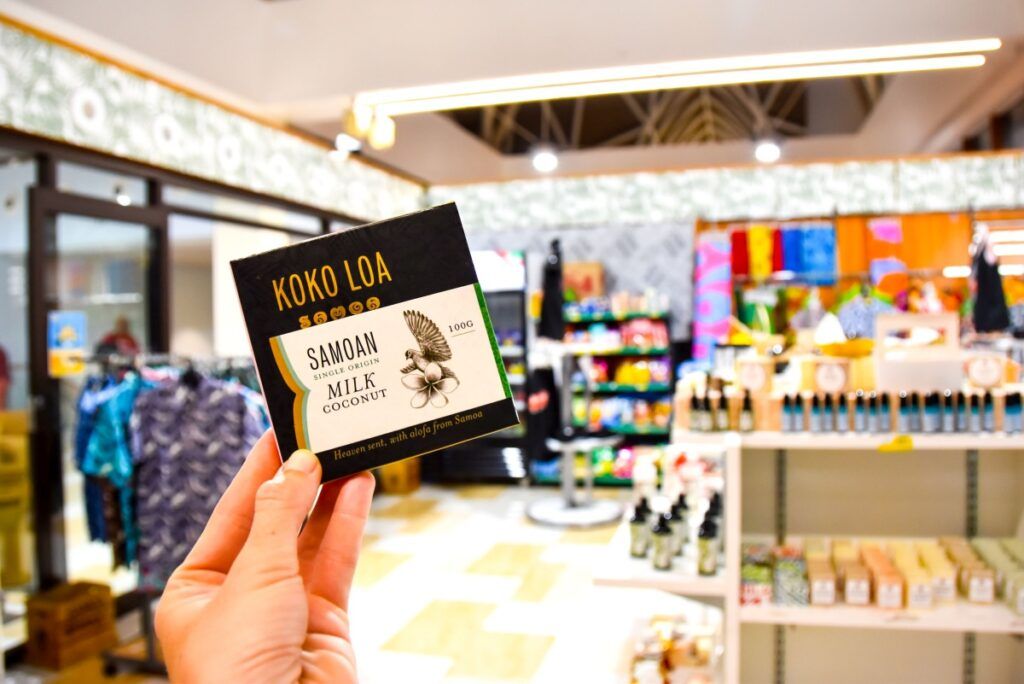 KOKO LOA
SAMOA
SAMOAN
SINGLE ORIGIN
MILK
COCONUT
100G
Heaven sent, with alofa from Samoa